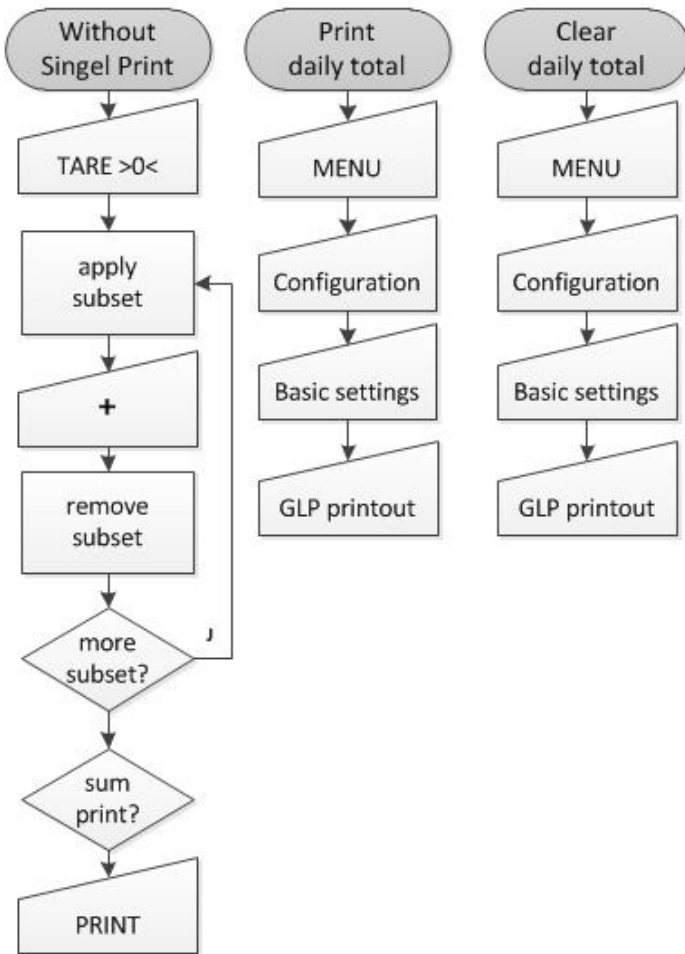 Without
Singel Print
TARE >0<
apply
subset
+
remove
subset
more
subset?
J
sum
print?
PRINT
Print
daily total
MENU
Configuration
Basic settings
GLP printout
Clear
daily total
MENU
Configuration
Basic settings
GLP printout